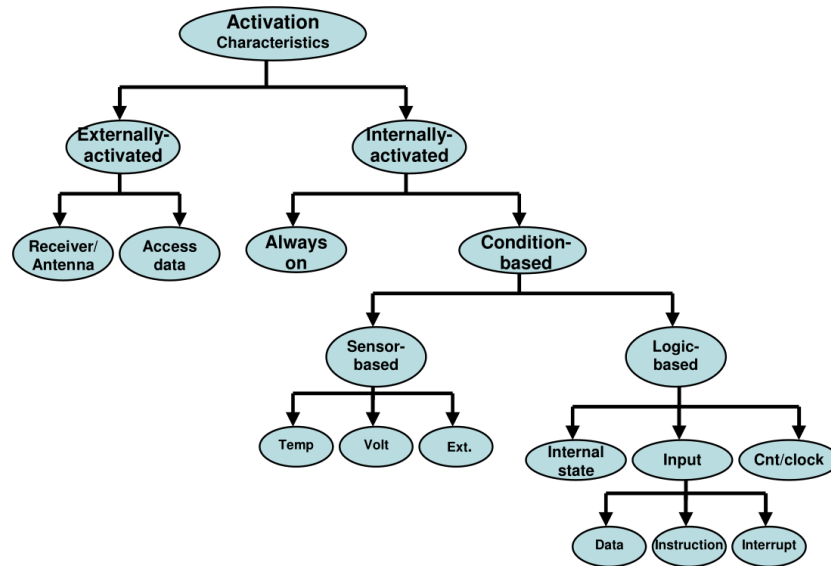 Activation
Characteristics
Externally-
activated
Internally-
activated
Receiver/
Antenna
Access
data
Always
on
Condition-
based
Sensor-
based
Logic-
based
Temp
Volt
Ext.
Internal
state
Input
Cnt/clock
Data
Instruction
Interrupt